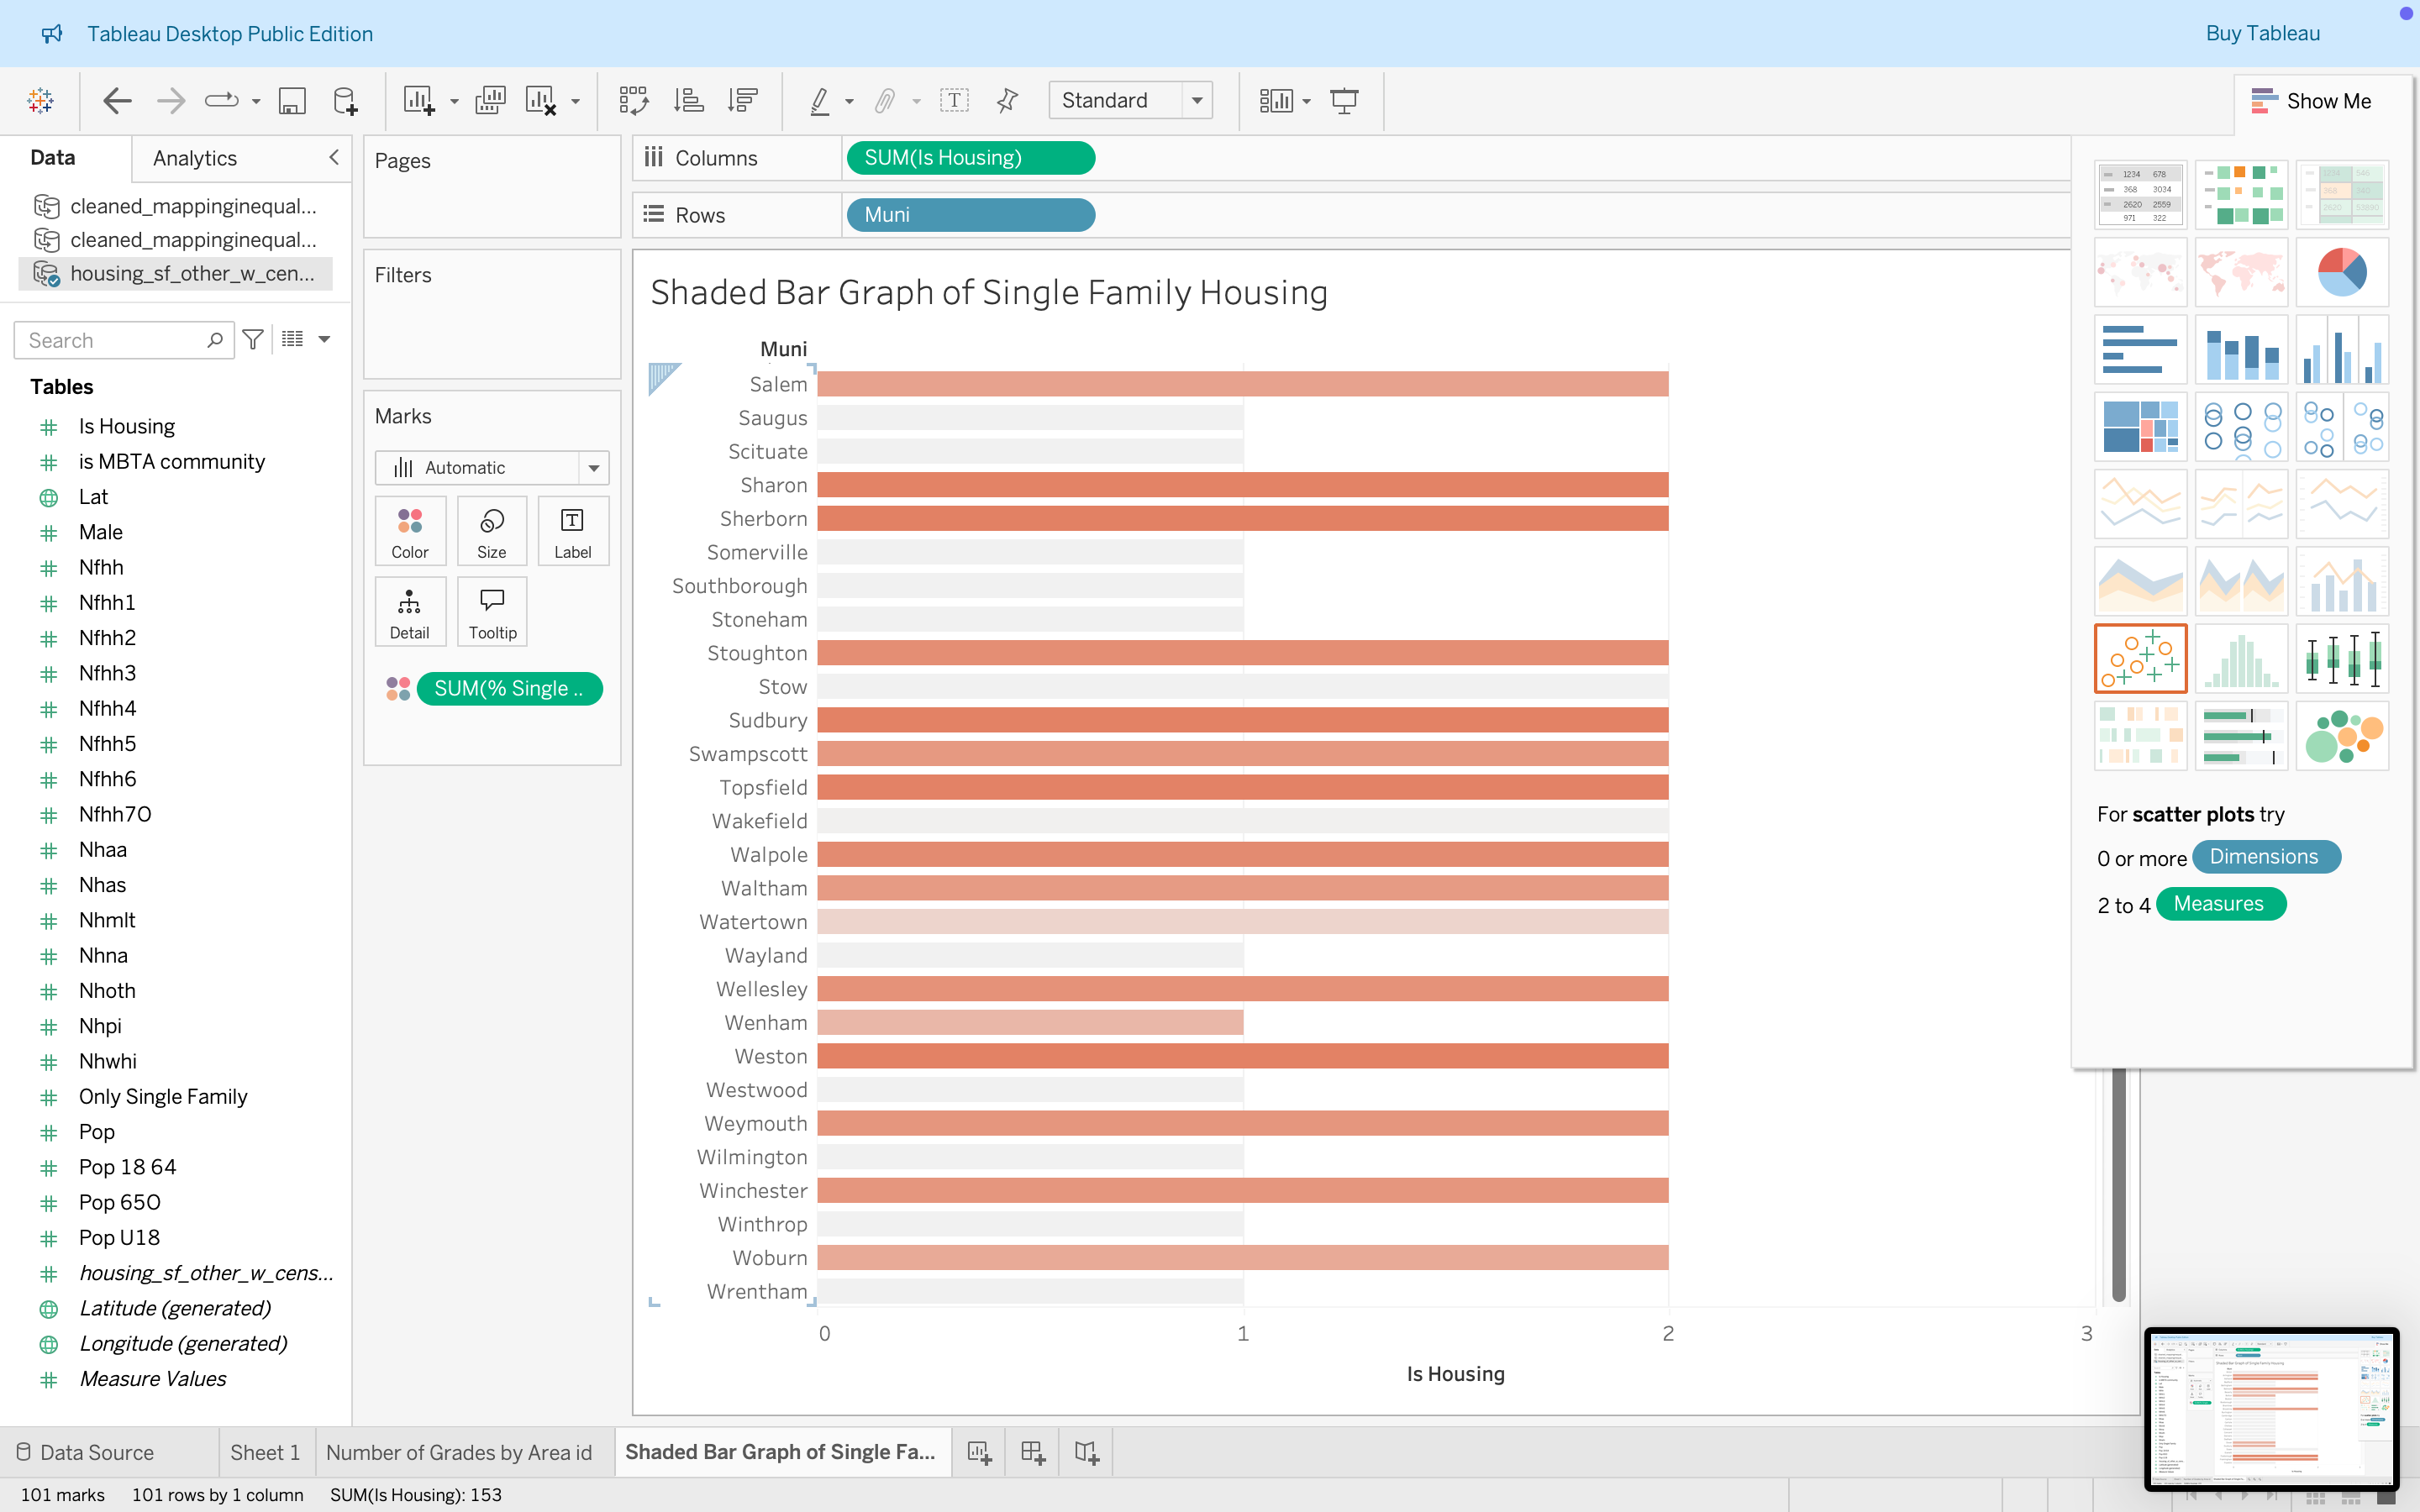 Tableau Desktop Public Edition
Buy Tableau
Standard
Show Me
Data
Analytics
cleaned_mappinginequal...
cleaned_mappinginequal...
housing_sf_other_w_cen...
Search
Tables
Is Housing
is MBTA community
Lat
Male
Nfhh
Nfhh1
Nfhh2
Nfhh3
Nfhh4
Nfhh5
Nfhh6
Nfhh70
Nhaa
Nhas
Nhmlt
Nhna
Nhoth
Nhpi
Nhwhi
Only Single Family
Pop
Pop 18 64
Pop 650
Pop U18
housing_sf_other_w_cens...
Latitude (generated)
Longitude (generated)
Measure Values
Pages
Filters
Marks
Automatic
Color
Size
Label
Detail
Tooltip
SUM(% Single ..
Columns
SUM(Is Housing)
Rows
Muni
Shaded Bar Graph of Single Family Housing
Muni
Salem
Saugus
Scituate
Sharon
Sherborn
Somerville
Southborough
Stoneham
Stoughton
Stow
Sudbury
Swampscott
Topsfield
Wakefield
Walpole
Waltham
Watertown
Wayland
Wellesley
Wenham
Weston
Westwood
Weymouth
Wilmington
Winchester
Winthrop
Woburn
Wrentham
0 1 2 3
Is Housing
1234 678
368 3034
2620 2559
971 322
For scatter plots try
0 or more Dimensions
2 to 4 Measures
Data Source
Sheet 1
Number of Grades by Area id
Shaded Bar Graph of Single Fa...
101 marks
101 rows by 1 column
SUM(Is Housing): 153